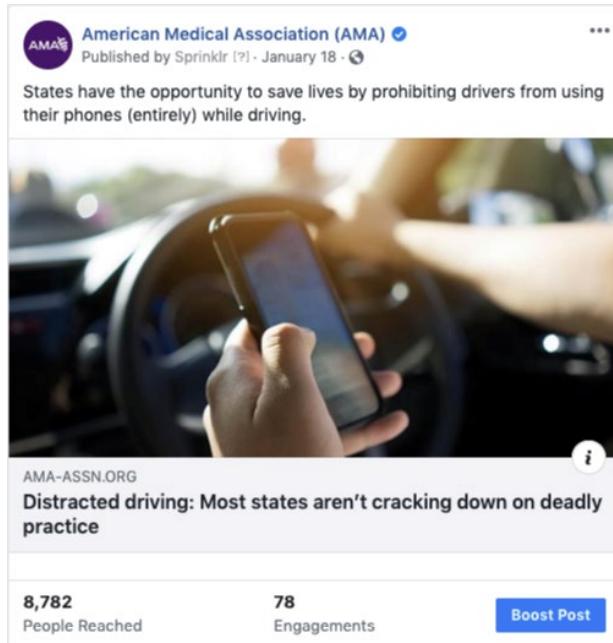 AMA
American Medical Association (AMA)
Published by Sprinklr [?] · January 18 ·
States have the opportunity to save lives by prohibiting drivers from using
their phones (entirely) while driving.
i
AMA-ASSN.ORG
Distracted driving: Most states aren't cracking down on deadly
practice
8,782 78
People Reached Engagements
Boost Post